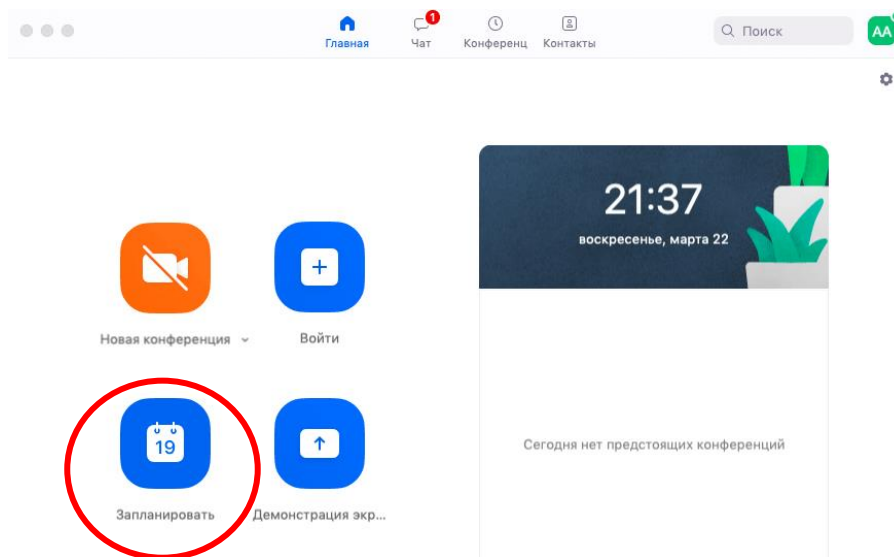 Главная
Чат
1
Конференц
Контакты
Поиск
AA
21:37
воскресенье, марта 22
Новая конференция
Войти
19
Запланировать
Демонстрация экр...
Сегодня нет предстоящих конференций